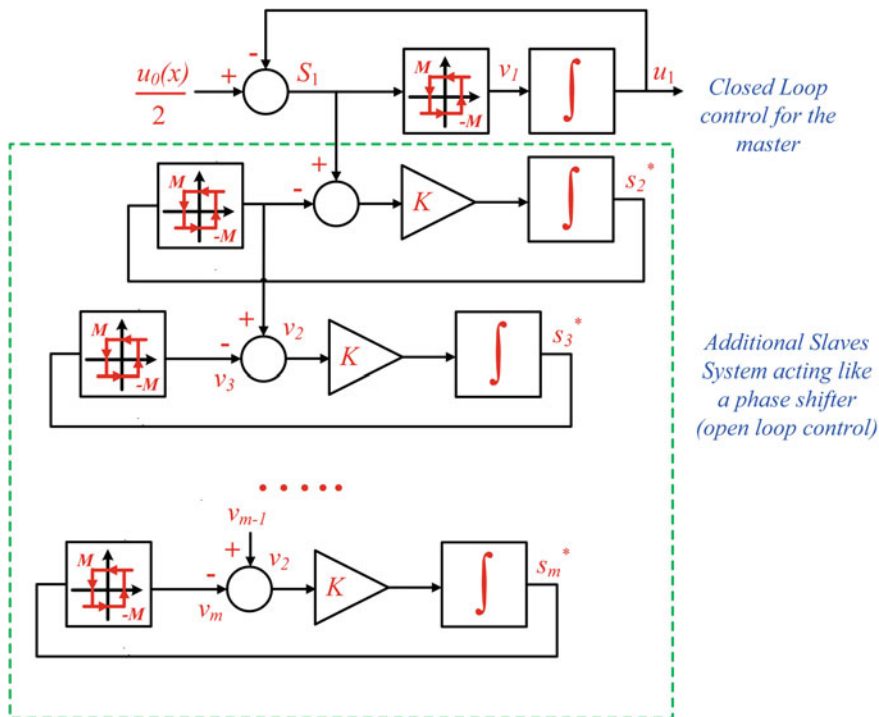 u₀(x)
2
+
-
S₁
M
-M
v₁
∫
u₁
Closed Loop
control for the
master
M
-M
-
+
K
∫
s₂*
M
-M
-
+
v₂
v₃
K
∫
s₃*
Additional Slaves
System acting like
a phase shifter
(open loop control)
.....
vₘ₋₁
M
-M
-
+
v₂
vₘ
K
∫
sₘ*